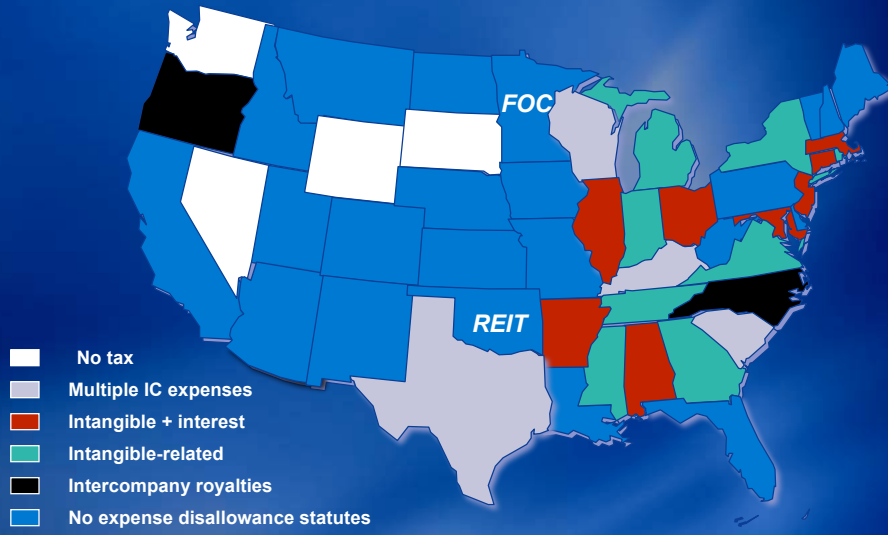 FOC
REIT
No tax
Multiple IC expenses
Intangible + interest
Intangible-related
Intercompany royalties
No expense disallowance statutes